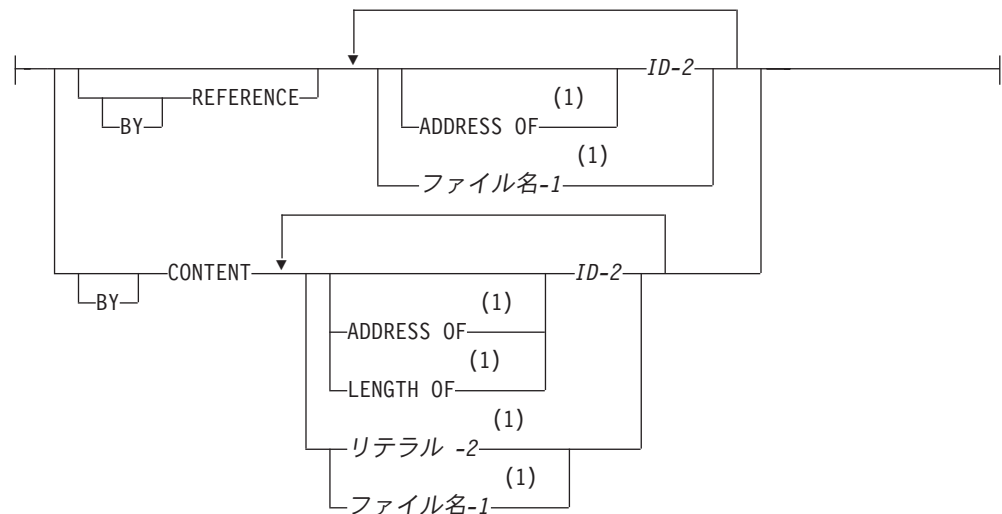 ID-2
REFERENCE (1)
BY ADDRESS OF
(1)
ファイル名-1
CONTENT ID-2
BY (1)
ADDRESS OF
(1)
LENGTH OF
(1)
リテラル -2
(1)
ファイル名-1